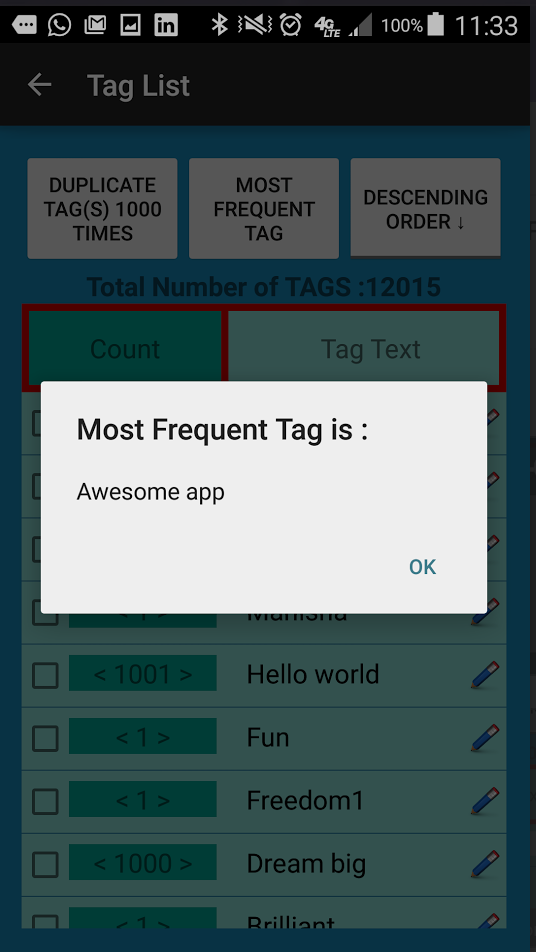 4G LTE 100% 11:33
Tag List
DUPLICATE TAG(S) 1000 TIMES
MOST FREQUENT TAG
DESCENDING ORDER ↓
Total Number of TAGS :12015
Count Tag Text
Most Frequent Tag is :
Awesome app
OK
< 1 > Manisha
< 1001 > Hello world
< 1 > Fun
< 1 > Freedom1
< 1000 > Dream big
< 1 > Brilliant